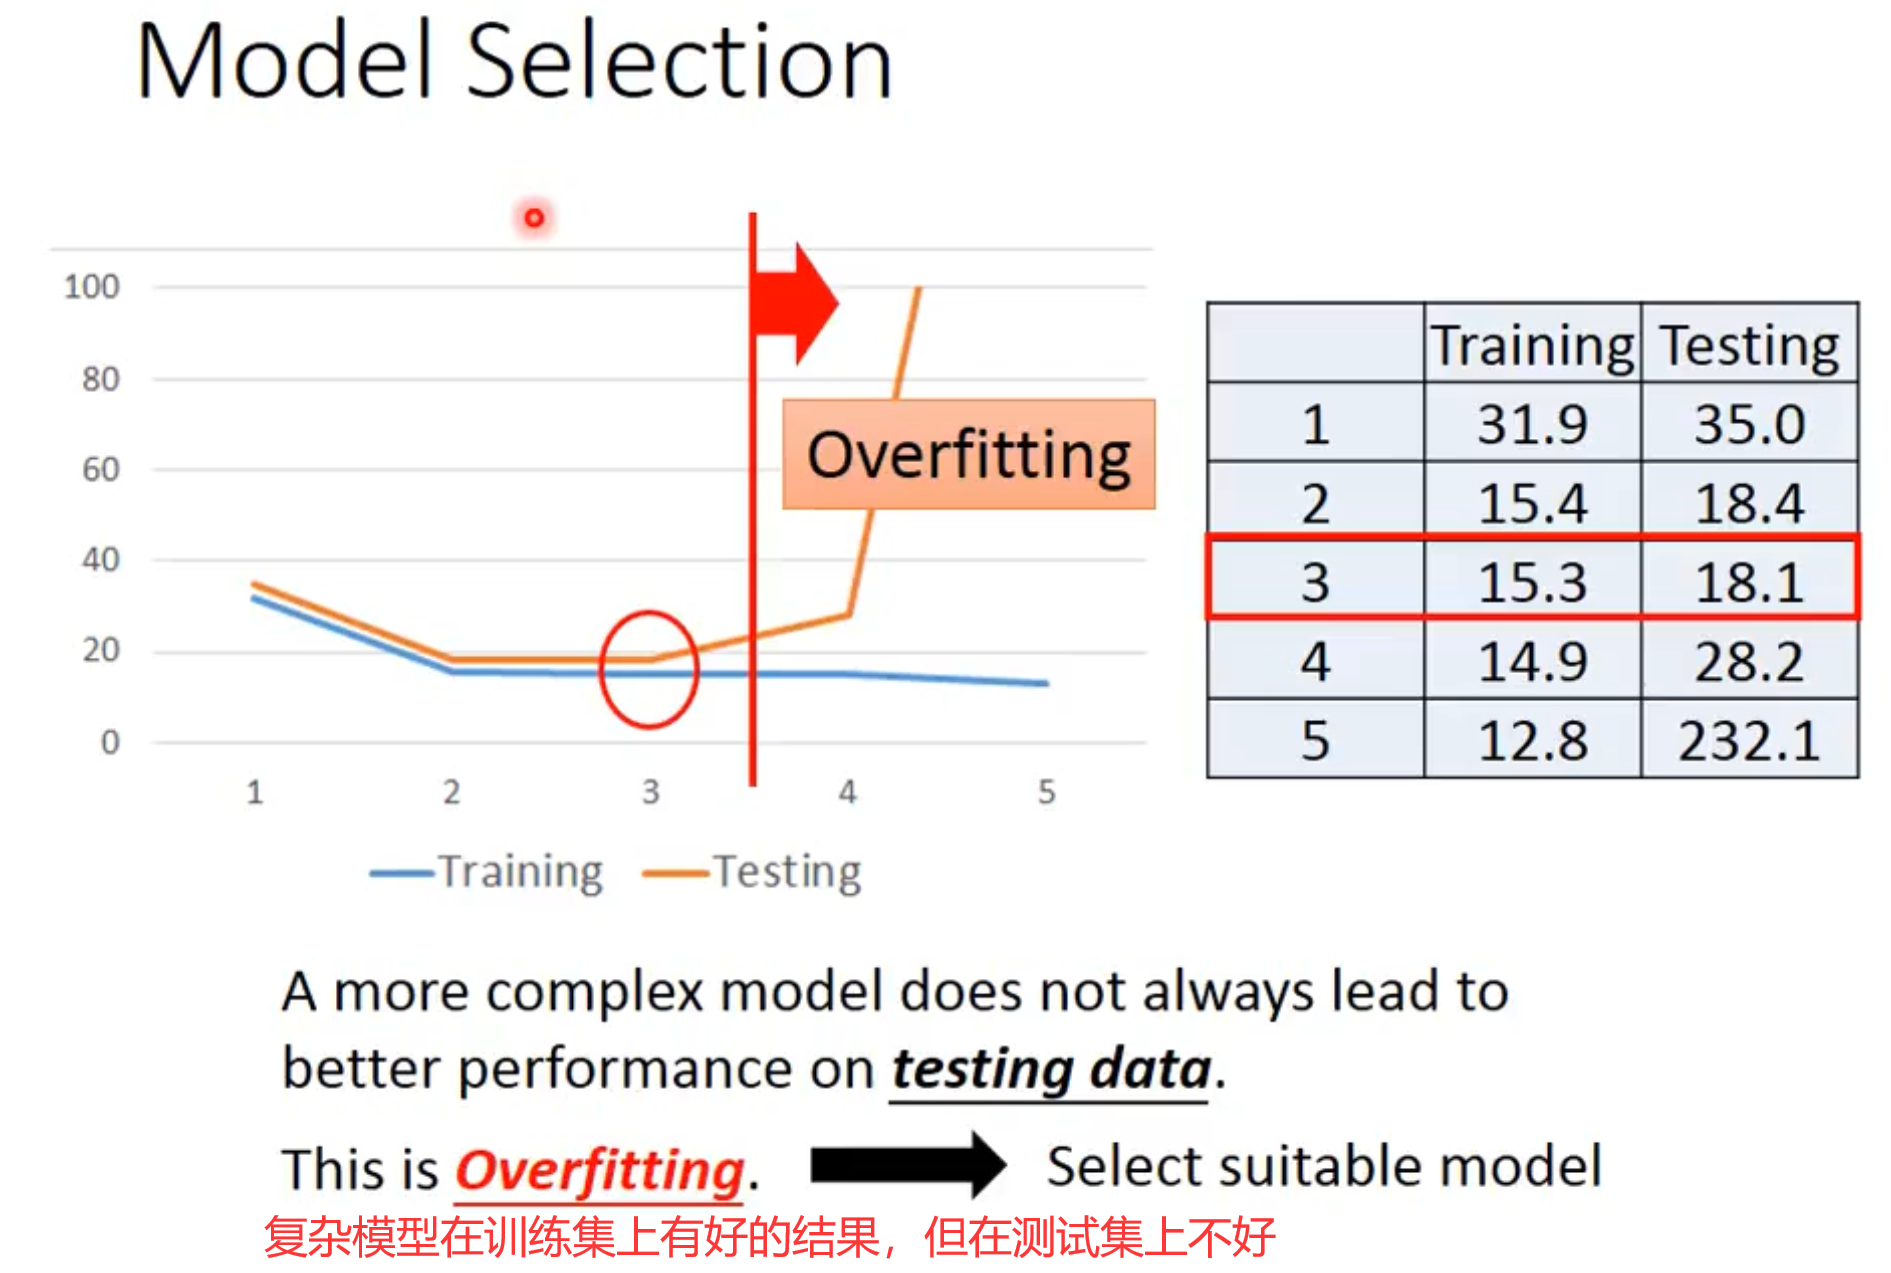 Model Selection
100
80
60
40
20
0
1 2 3 4 5
Overfitting
Training Testing
Training Testing
1 31.9 35.0
2 15.4 18.4
3 15.3 18.1
4 14.9 28.2
5 12.8 232.1
A more complex model does not always lead to
better performance on testing data.
This is Overfitting. Select suitable model
复杂模型在训练集上有好的结果，但在测试集上不好